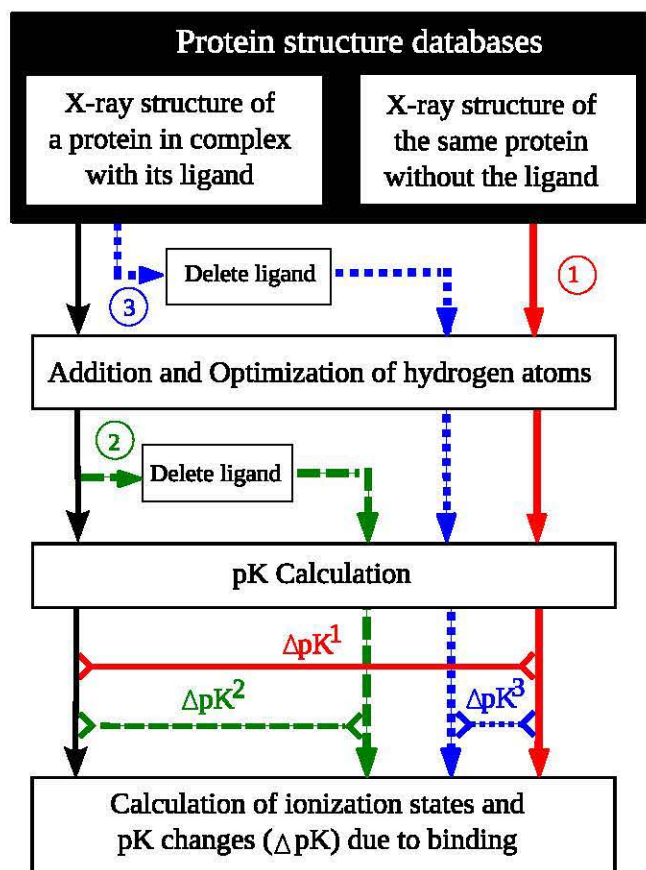 Protein structure databases
X-ray structure of
a protein in complex
with its ligand
X-ray structure of
the same protein
without the ligand
Delete ligand
1
3
Addition and Optimization of hydrogen atoms
2
Delete ligand
pK Calculation
ΔpK¹
ΔpK²
ΔpK³
Calculation of ionization states and
pK changes (ΔpK) due to binding